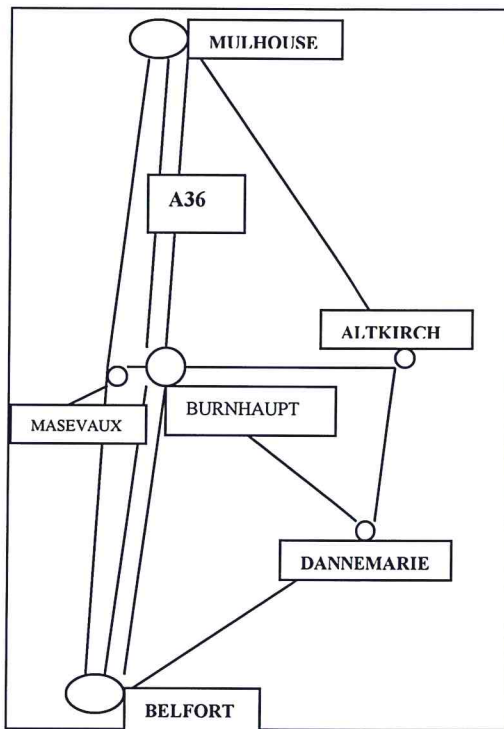 MULHOUSE
A36
ALTKIRCH
BURNHAUPT
MASEVAUX
DANNEMARIE
BELFORT